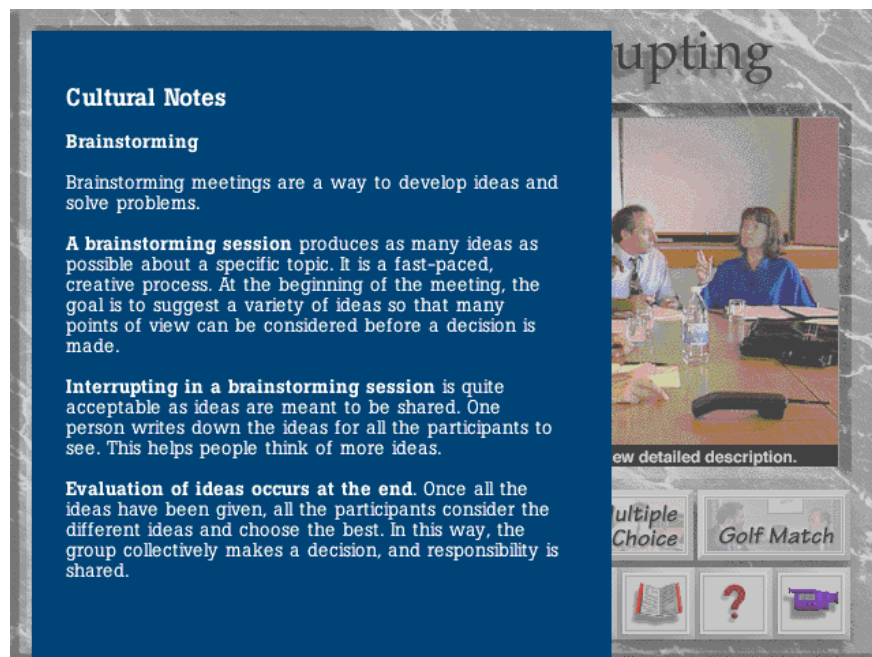 Cultural Notes
Brainstorming
Brainstorming meetings are a way to develop ideas and
solve problems.
A brainstorming session produces as many ideas as
possible about a specific topic. It is a fast-paced,
creative process. At the beginning of the meeting, the
goal is to suggest a variety of ideas so that many
points of view can be considered before a decision is
made.
Interrupting in a brainstorming session is quite
acceptable as ideas are meant to be shared. One
person writes down the ideas for all the participants to
see. This helps people think of more ideas.
Evaluation of ideas occurs at the end. Once all the
ideas have been given, all the participants consider the
different ideas and choose the best. In this way, the
group collectively makes a decision, and responsibility is
shared.
rupting
ew detailed description.
ultiple
Choice
Golf Match
?